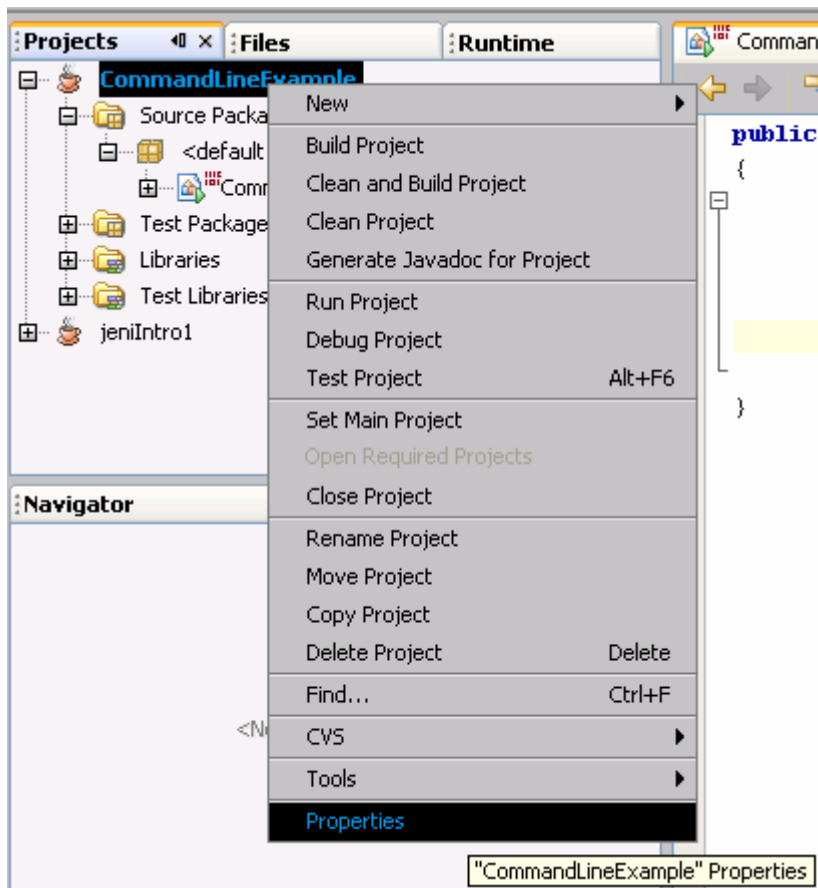 Projects
Files
Runtime
Comman
CommandLineExample
Source Packa
<default
Comm
Test Package
Libraries
Test Libraries
jeniIntro1
New
Build Project
Clean and Build Project
Clean Project
Generate Javadoc for Project
Run Project
Debug Project
Test Project Alt+F6
Set Main Project
Open Required Projects
Close Project
Rename Project
Move Project
Copy Project
Delete Project Delete
Find... Ctrl+F
CVS
Tools
Properties
"CommandLineExample" Properties
Navigator
<No
public
{
}